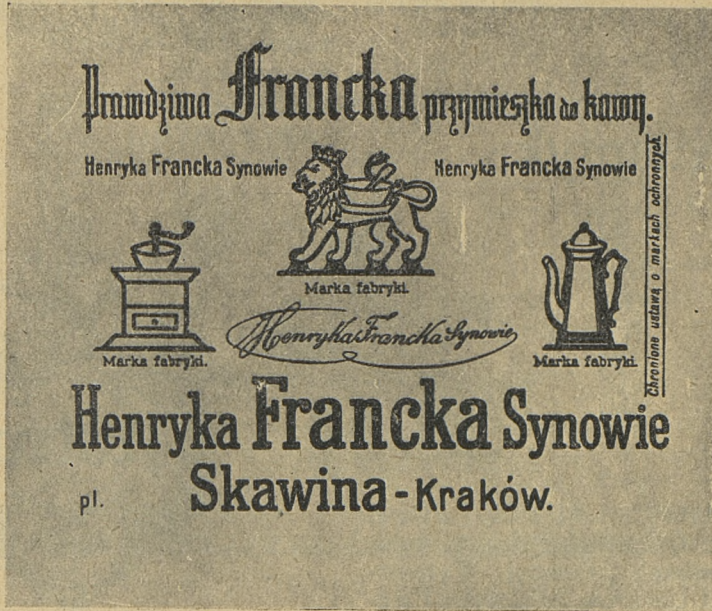 Prawdziwa Francka przymieszka do kawy.
Henryka Francka Synowie
Henryka Francka Synowie
Marka fabryki.
Marka fabryki.
Henryka Francka Synowie
Marka fabryki.
Chronione ustawą o markach ochronnych.
Henryka Francka Synowie
Skawina - Kraków.
pl.